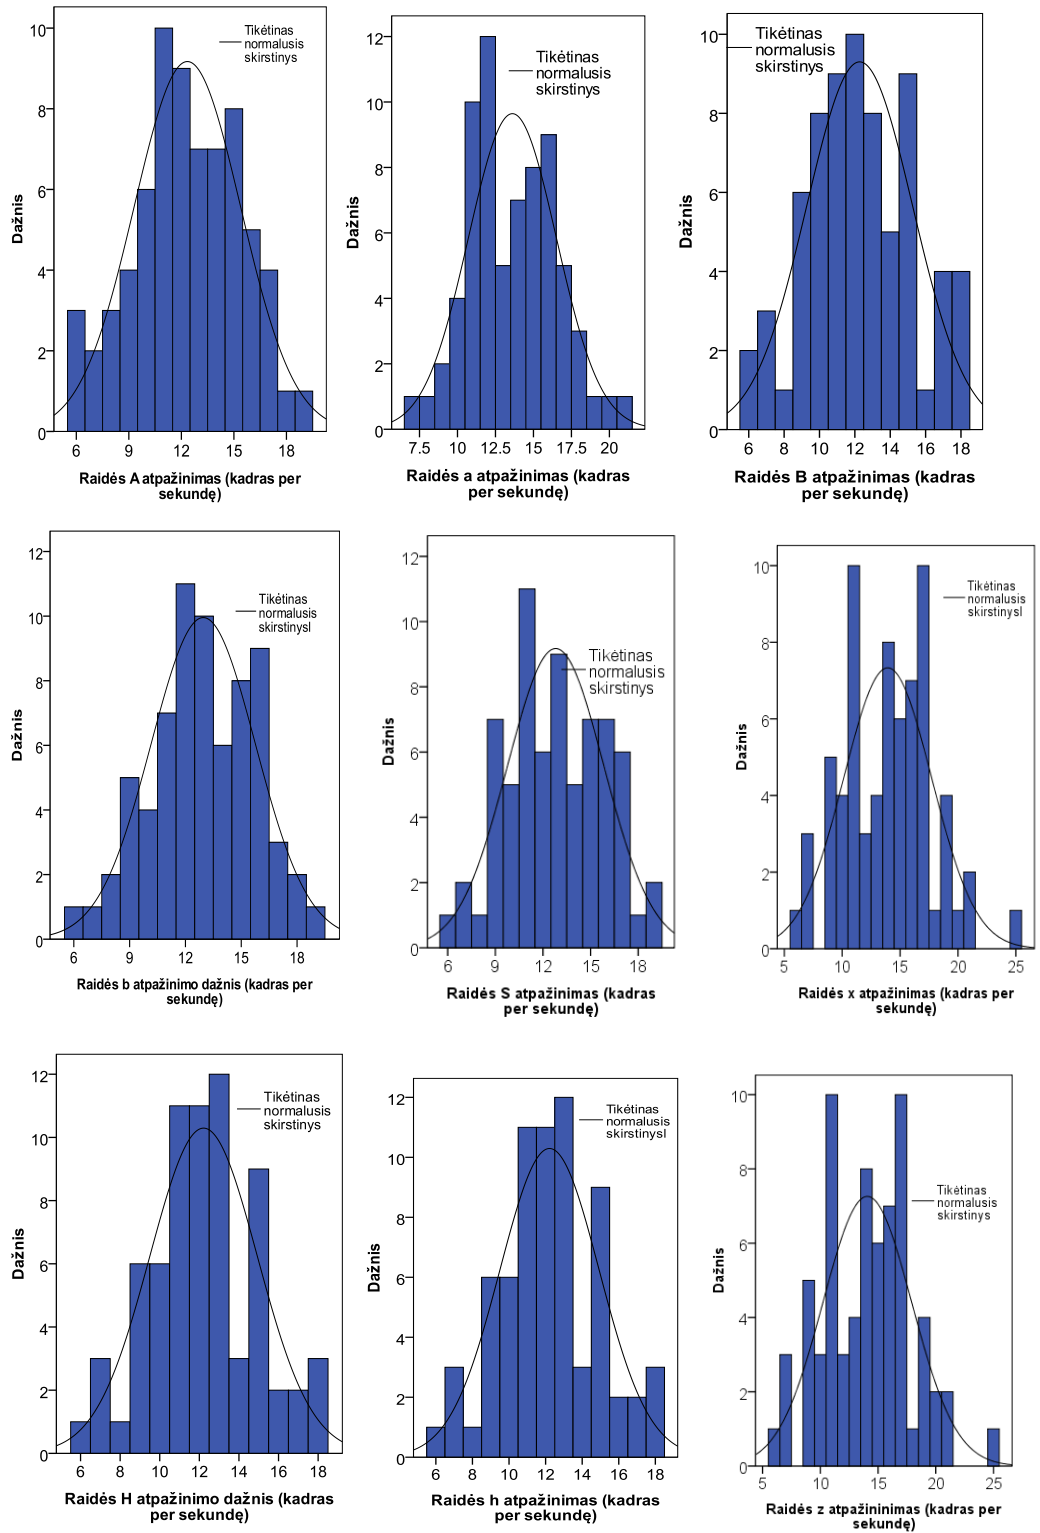 Tikėtinas
normalusis
skirstinys
Dažnis
10
8
6
4
2
0
6 9 12 15 18
Raidės A atpažinimas (kadras per
sekundę)
Tikėtinas
normalusis
skirstinys
Dažnis
12
10
8
6
4
2
0
7.5 10 12.5 15 17.5 20
Raidės a atpažinimas (kadras
per sekundę)
Tikėtinas
normalusis
skirstinys
Dažnis
10
8
6
4
2
0
6 8 10 12 14 16 18
Raidės B atpažinimas (kadras
per sekundę)
Tikėtinas
normalusis
skirstinysl
Dažnis
12
10
8
6
4
2
0
6 9 12 15 18
Raidės b atpažinimo dažnis (kadras per
sekundę)
Tikėtinas
normalusis
skirstinys
Dažnis
12
10
8
6
4
2
0
6 9 12 15 18
Raidės S atpažinimas (kadras
per sekundę)
Tikėtinas
normalusis
skirstinysl
Dažnis
10
8
6
4
2
0
5 10 15 20 25
Raidės x atpažinimas (kadras per
sekundę)
Tikėtinas
normalusis
skirstinys
Dažnis
12
10
8
6
4
2
0
6 8 10 12 14 16 18
Raidės H atpažinimo dažnis (kadras
per sekundę)
Tikėtinas
normalusis
skirstinysl
Dažnis
12
10
8
6
4
2
0
6 8 10 12 14 16 18
Raidės h atpažinimas (kadras
per sekundę)
Tikėtinas
normalusis
skirstinys
Dažnis
10
8
6
4
2
0
5 10 15 20 25
Raidės z atpažininimas (kadras per
sekundę)